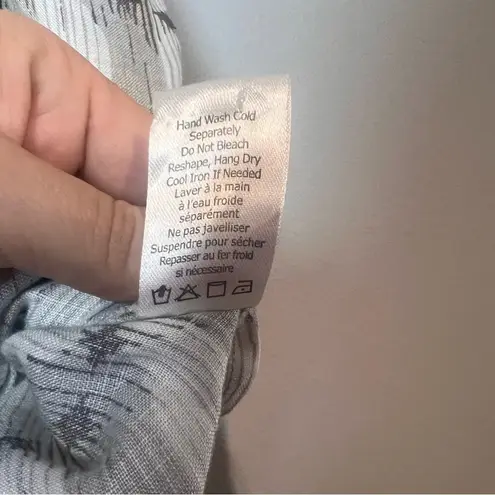 Hand Wash Cold
Separately
Do Not Bleach
Reshape, Hang Dry
Cool Iron If Needed
Laver à la main
à l'eau froide
séparément
Ne pas javelliser
Suspendre pour sécher
Repasser au fer froid
si nécessaire